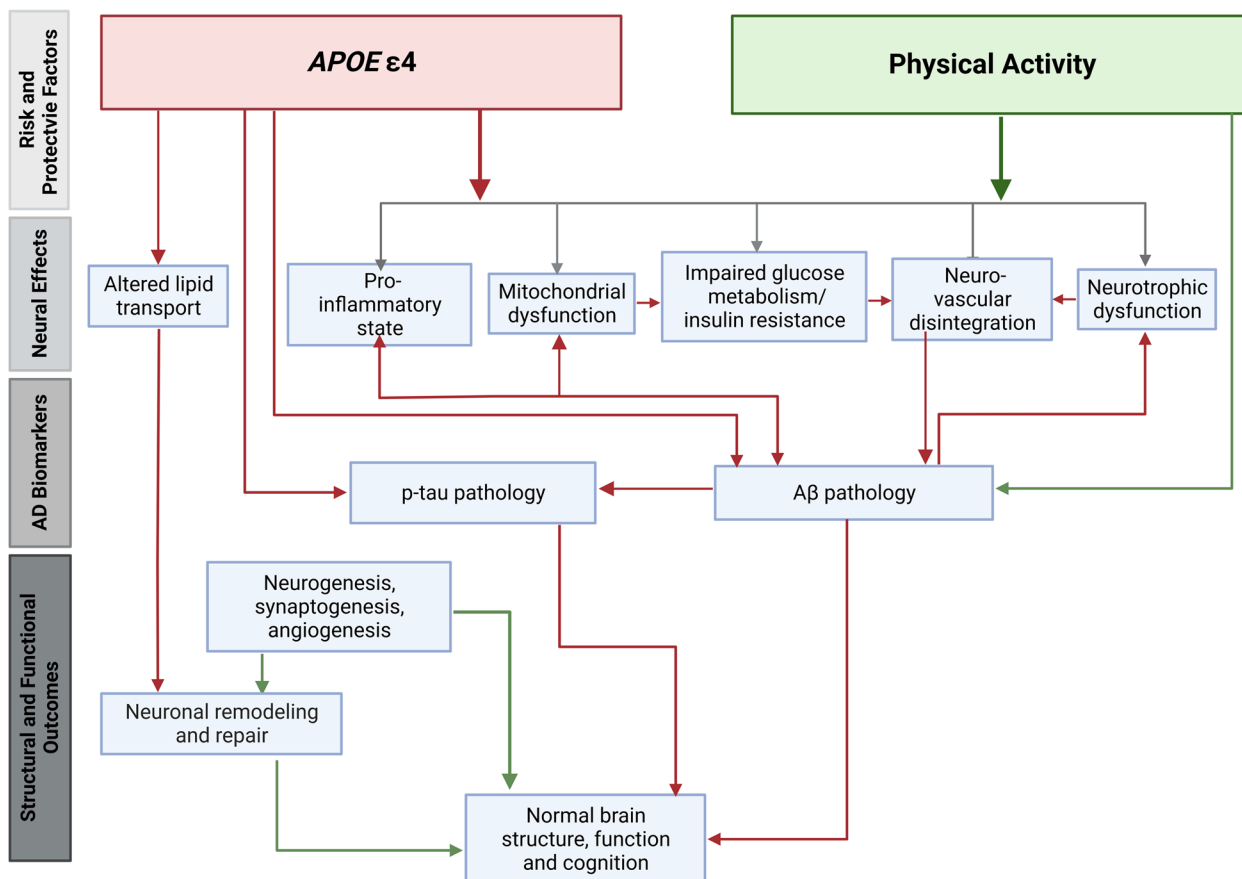 Risk and
Protectvie Factors
APOE ε4
Physical Activity
Neural Effects
Altered lipid
transport
Pro-
inflammatory
state
Mitochondrial
dysfunction
Impaired glucose
metabolism/
insulin resistance
Neuro-
vascular
disintegration
Neurotrophic
dysfunction
AD Biomarkers
p-tau pathology
Aβ pathology
Structural and Functional
Outcomes
Neurogenesis,
synaptogenesis,
angiogenesis
Neuronal remodeling
and repair
Normal brain
structure, function
and cognition